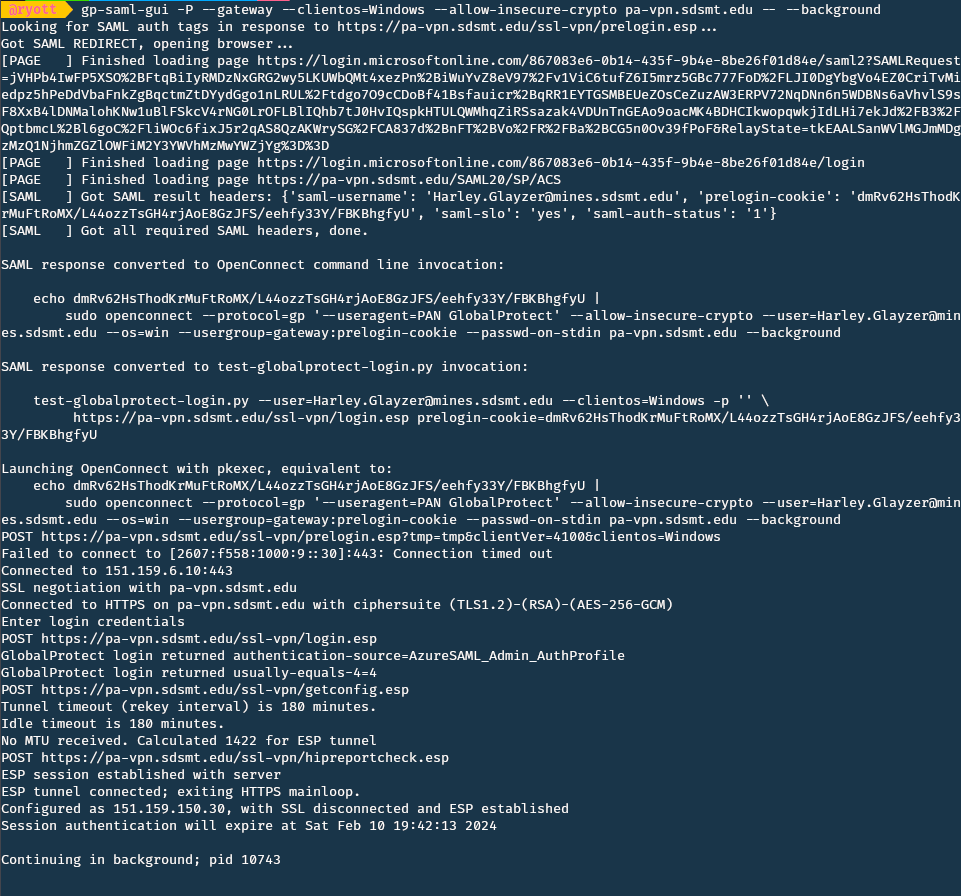 @ryott gp-saml-gui -P --gateway --clientos=Windows --allow-insecure-crypto pa-vpn.sdsmt.edu -- --background
Looking for SAML auth tags in response to https://pa-vpn.sdsmt.edu/ssl-vpn/prelogin.esp...
Got SAML REDIRECT, opening browser...
[PAGE   ] Finished loading page https://login.microsoftonline.com/867083e6-0b14-435f-9b4e-8be26f01d84e/saml2?SAMLRequest
=jVHPb4IwFP5XSO%2BFtqBiIyRMDzNxGRG2wy5LKUWbQMt4xezPn%2BiWuYvZ8eV97%2Fv1ViC6tufZ6I5mrz5GBc777FoD%2FLJI0DgYbgVo4EZ0CriTvMi
edpz5hPeDdVbaFnkZgBqctmZtDYydGgo1nLRUL%2Ftdgo7O9cCDoBf41Bsfauicr%2BqRR1EYTGSMBEUeZOsCeZuzAW3ERPV72NqDNn6n5WDBNs6aVhvlS9s
F8XxB4lDNMalohKNw1uBlFSkcV4rNG0LrOFLBlIQhb7tJ0HvIQspkHTULQWMhqZiRSsazak4VDUnTnGEAo9oacMK4BDHCIkwopqwkjIdLHi7ekJd%2FB3%2F
QptbmcL%2Bl6goC%2FliWOc6fixJ5r2qAS8QzAKWrySG%2FCA837d%2BnFT%2BVo%2FR%2FBa%2BCG5n0Ov39fPoF&RelayState=tkEAALSanWVlMGJmMDg
zMzQ1NjhmZGZlOWFiM2Y3YWVhMzMwYWZjYg%3D%3D
[PAGE   ] Finished loading page https://login.microsoftonline.com/867083e6-0b14-435f-9b4e-8be26f01d84e/login
[PAGE   ] Finished loading page https://pa-vpn.sdsmt.edu/SAML20/SP/ACS
[SAML   ] Got SAML result headers: {'saml-username': 'Harley.Glayzer@mines.sdsmt.edu', 'prelogin-cookie': 'dmRv62HsThodK
rMuFtRoMX/L44ozzTsGH4rjAoE8GzJFS/eehfy33Y/FBKBhgfyU', 'saml-slo': 'yes', 'saml-auth-status': '1'}
[SAML   ] Got all required SAML headers, done.
SAML response converted to OpenConnect command line invocation:
echo dmRv62HsThodKrMuFtRoMX/L44ozzTsGH4rjAoE8GzJFS/eehfy33Y/FBKBhgfyU |
sudo openconnect --protocol=gp '--useragent=PAN GlobalProtect' --allow-insecure-crypto --user=Harley.Glayzer@min
es.sdsmt.edu --os=win --usergroup=gateway:prelogin-cookie --passwd-on-stdin pa-vpn.sdsmt.edu --background
SAML response converted to test-globalprotect-login.py invocation:
test-globalprotect-login.py --user=Harley.Glayzer@mines.sdsmt.edu --clientos=Windows -p '' \
https://pa-vpn.sdsmt.edu/ssl-vpn/login.esp prelogin-cookie=dmRv62HsThodKrMuFtRoMX/L44ozzTsGH4rjAoE8GzJFS/eehfy3
3Y/FBKBhgfyU
Launching OpenConnect with pkexec, equivalent to:
echo dmRv62HsThodKrMuFtRoMX/L44ozzTsGH4rjAoE8GzJFS/eehfy33Y/FBKBhgfyU |
sudo openconnect --protocol=gp '--useragent=PAN GlobalProtect' --allow-insecure-crypto --user=Harley.Glayzer@min
es.sdsmt.edu --os=win --usergroup=gateway:prelogin-cookie --passwd-on-stdin pa-vpn.sdsmt.edu --background
POST https://pa-vpn.sdsmt.edu/ssl-vpn/prelogin.esp?tmp=tmp&clientVer=4100&clientos=Windows
Failed to connect to [2607:f558:1000:9::30]:443: Connection timed out
Connected to 151.159.6.10:443
SSL negotiation with pa-vpn.sdsmt.edu
Connected to HTTPS on pa-vpn.sdsmt.edu with ciphersuite (TLS1.2)-(RSA)-(AES-256-GCM)
Enter login credentials
POST https://pa-vpn.sdsmt.edu/ssl-vpn/login.esp
GlobalProtect login returned authentication-source=AzureSAML_Admin_AuthProfile
GlobalProtect login returned usually-equals-4=4
POST https://pa-vpn.sdsmt.edu/ssl-vpn/getconfig.esp
Tunnel timeout (rekey interval) is 180 minutes.
Idle timeout is 180 minutes.
No MTU received. Calculated 1422 for ESP tunnel
POST https://pa-vpn.sdsmt.edu/ssl-vpn/hipreportcheck.esp
ESP session established with server
ESP tunnel connected; exiting HTTPS mainloop.
Configured as 151.159.150.30, with SSL disconnected and ESP established
Session authentication will expire at Sat Feb 10 19:42:13 2024
Continuing in background; pid 10743